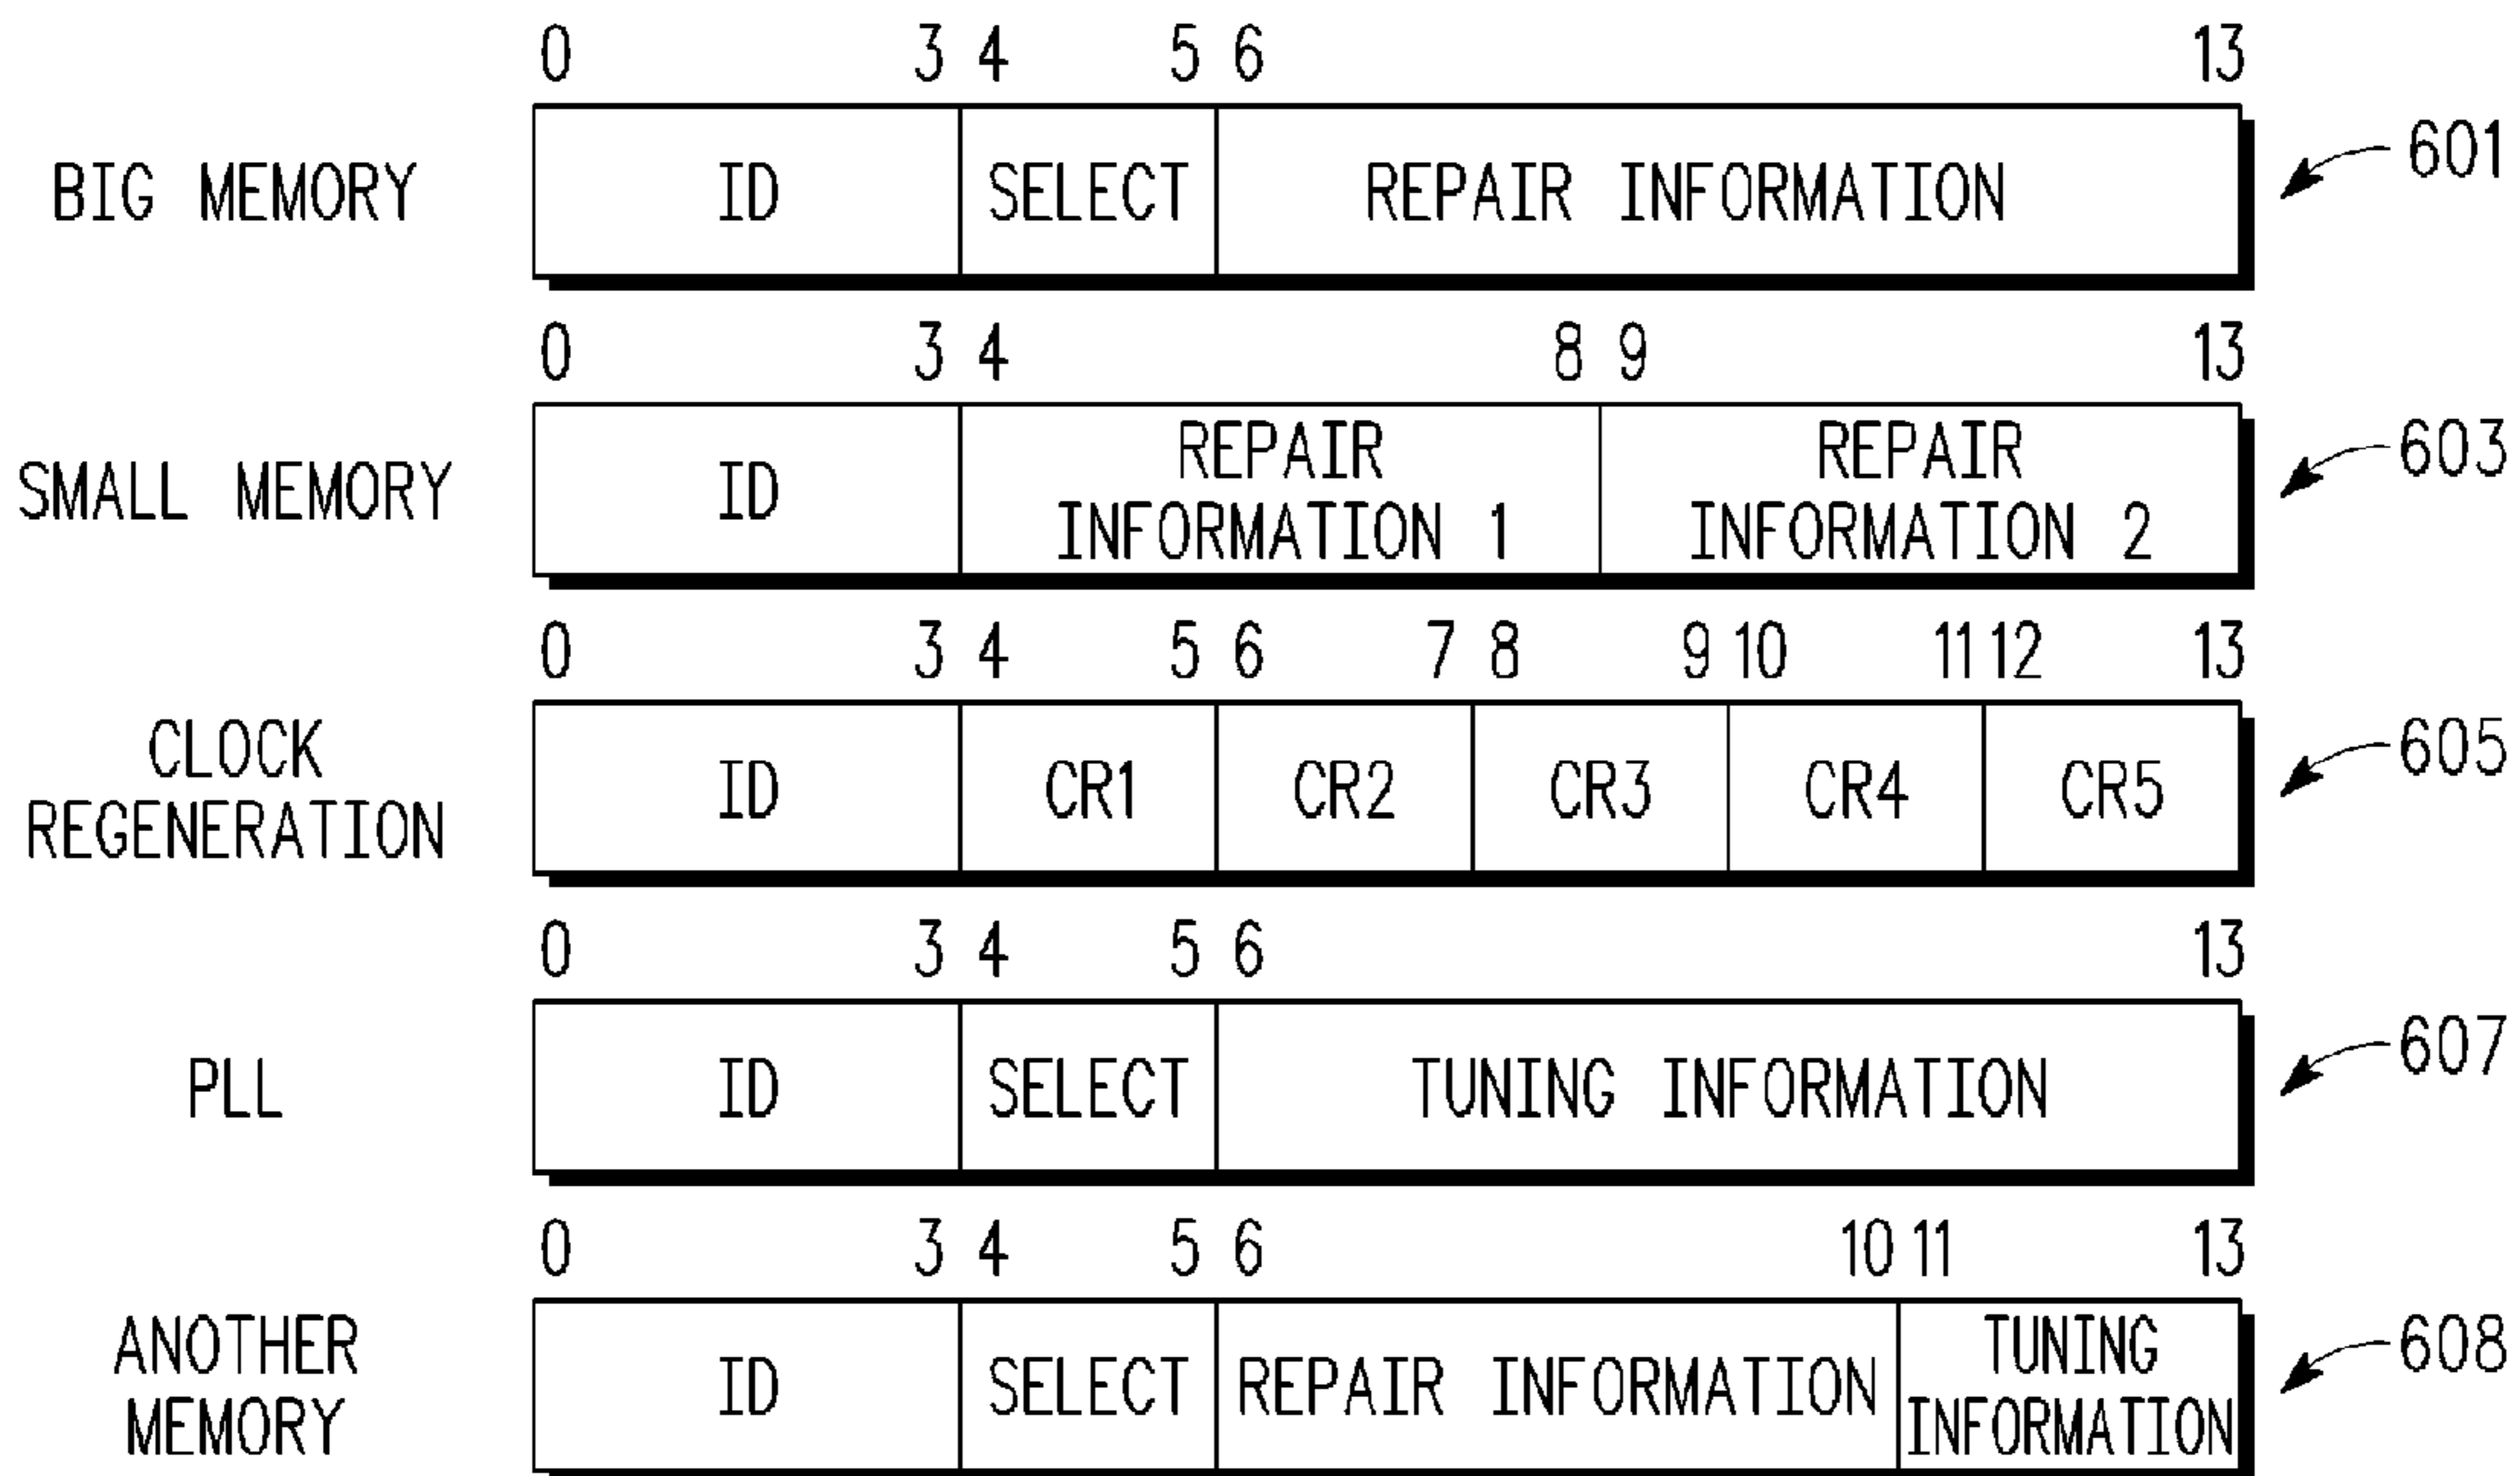 0 3 4 5 6 13
BIG MEMORY ID SELECT REPAIR INFORMATION 601
0 3 4 8 9 13
SMALL MEMORY ID REPAIR INFORMATION 1 REPAIR INFORMATION 2 603
0 3 4 5 6 7 8 9 10 11 12 13
CLOCK REGENERATION ID CR1 CR2 CR3 CR4 CR5 605
0 3 4 5 6 13
PLL ID SELECT TUNING INFORMATION 607
0 3 4 5 6 10 11 13
ANOTHER MEMORY ID SELECT REPAIR INFORMATION TUNING INFORMATION 608